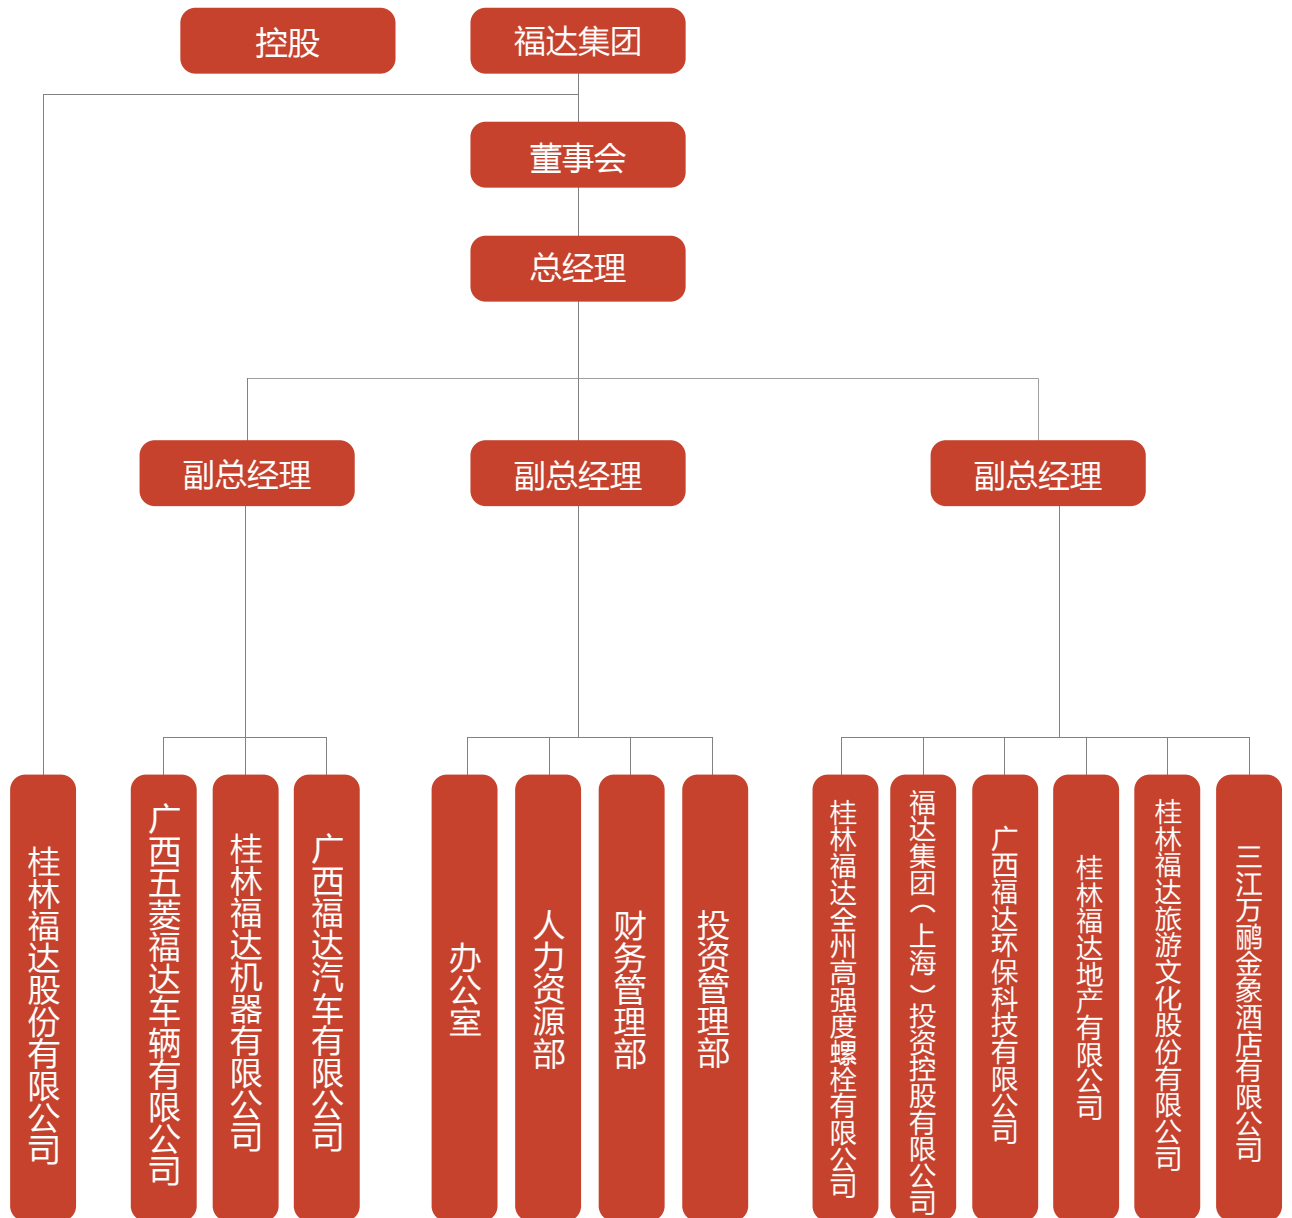 控股
福达集团
董事会
总经理
副总经理
副总经理
副总经理
桂林福达股份有限公司
广西五菱福达车辆有限公司
桂林福达机器有限公司
广西福达汽车有限公司
办公室
人力资源部
财务管理部
投资管理部
桂林福达全州高强度螺栓有限公司
福达集团（上海）投资控股有限公司
广西福达环保科技有限公司
桂林福达地产有限公司
桂林福达旅游文化股份有限公司
三江万鹂金象酒店有限公司